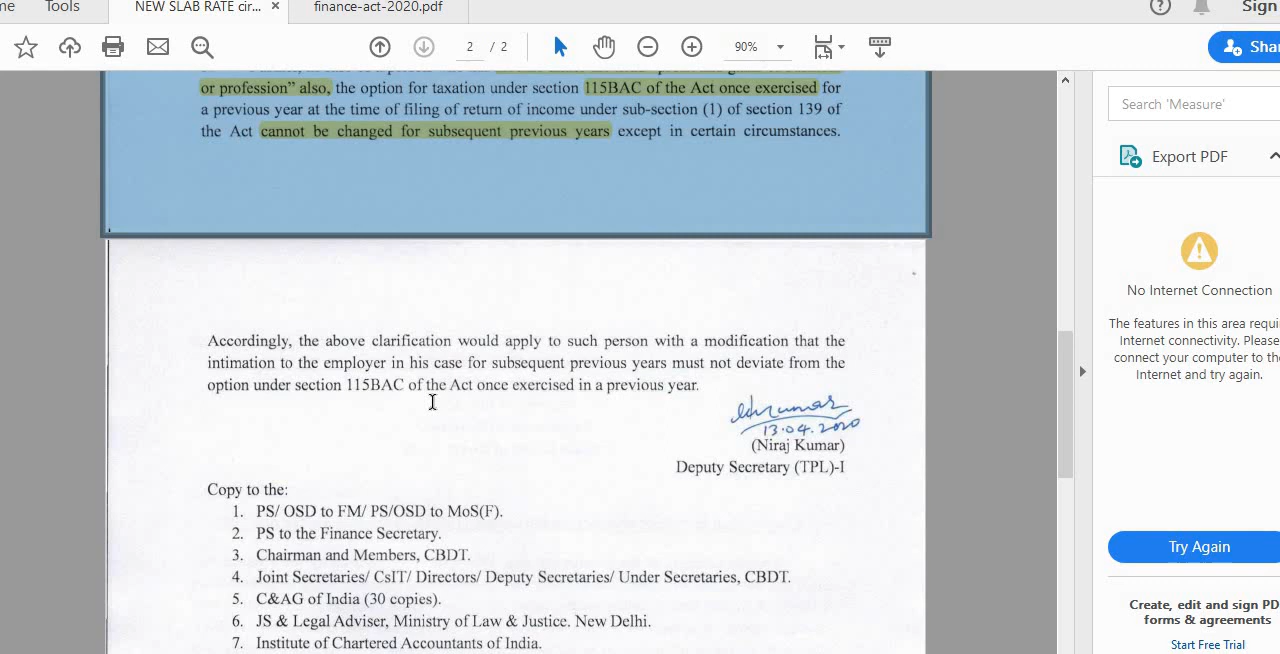 me Tools NEW SLAB RATE cir... × finance-act-2020.pdf Sign
2 / 2 90% Shar
or profession” also, the option for taxation under section 115BAC of the Act once exercised for
a previous year at the time of filing of return of income under sub-section (1) of section 139 of
the Act cannot be changed for subsequent previous years except in certain circumstances.
Accordingly, the above clarification would apply to such person with a modification that the
intimation to the employer in his case for subsequent previous years must not deviate from the
option under section 115BAC of the Act once exercised in a previous year.
13.04.2020
(Niraj Kumar)
Deputy Secretary (TPL)-I
Copy to the:
1. PS/ OSD to FM/ PS/OSD to MoS(F).
2. PS to the Finance Secretary.
3. Chairman and Members, CBDT.
4. Joint Secretaries/ CsIT/ Directors/ Deputy Secretaries/ Under Secretaries, CBDT.
5. C&AG of India (30 copies).
6. JS & Legal Adviser, Ministry of Law & Justice. New Delhi.
7. Institute of Chartered Accountants of India.
Search 'Measure'
Export PDF
No Internet Connection
The features in this area requi
Internet connectivity. Please
connect your computer to the
Internet and try again.
Try Again
Create, edit and sign PD
forms & agreements
Start Free Trial